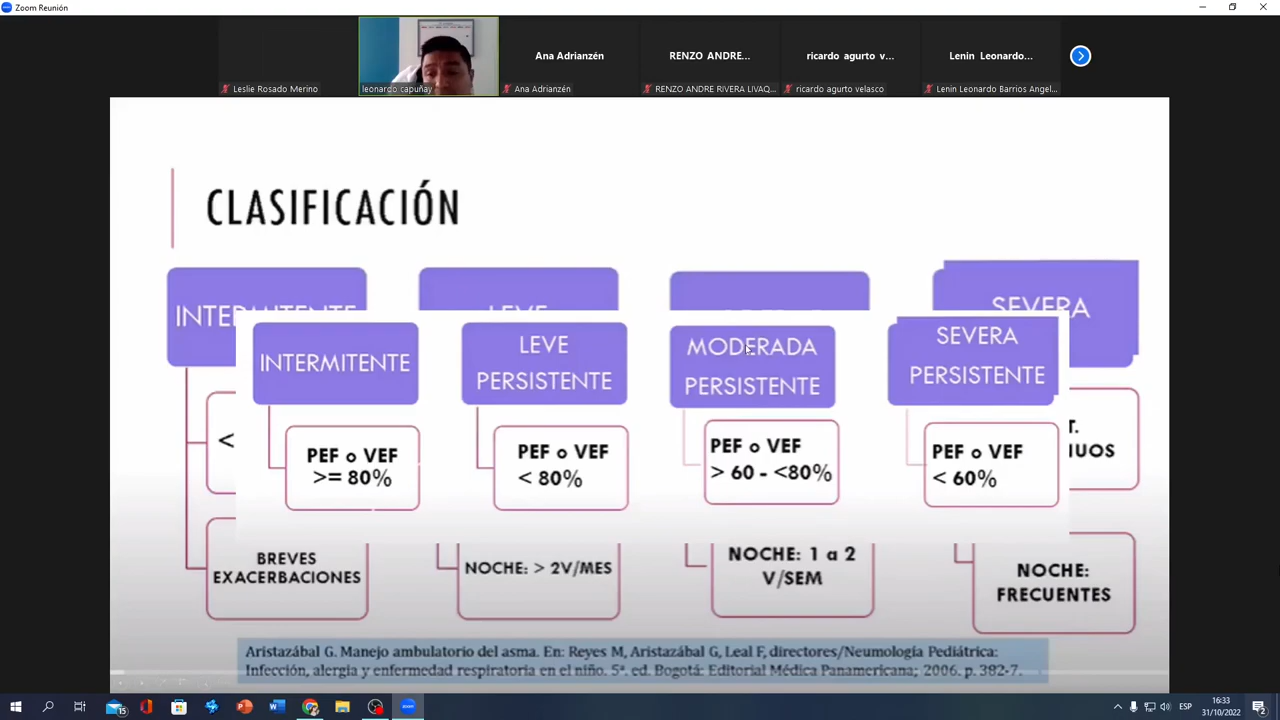 Zoom Reunión
Leslie Rosado Merino
leonardo capuñay
Ana Adrianzén
Ana Adrianzén
RENZO ANDRE...
RENZO ANDRE RIVERA LIVAQ...
ricardo agurto v...
ricardo agurto velasco
Lenin Leonardo...
Lenin Leonardo Barrios Angel...
CLASIFICACIÓN
INTERMITENTE
LEVE
SEVERA
INTERMITENTE
LEVE
PERSISTENTE
MODERADA
PERSISTENTE
SEVERA
PERSISTENTE
<
T.
NUOS
PEF o VEF
>= 80%
PEF o VEF
< 80%
PEF o VEF
> 60 - <80%
PEF o VEF
< 60%
BREVES
EXACERBACIONES
NOCHE: > 2V/MES
NOCHE: 1 a 2
V/SEM
NOCHE:
FRECUENTES
Aristazábal G. Manejo ambulatorio del asma. En: Reyes M, Aristazábal G, Leal F, directores/Neumología Pediátrica:
Infección, alergia y enfermedad respiratoria en el niño. 5ª. ed. Bogotá: Editorial Médica Panamericana; 2006. p. 382-7.
15
ESP
16:33
31/10/2022
2